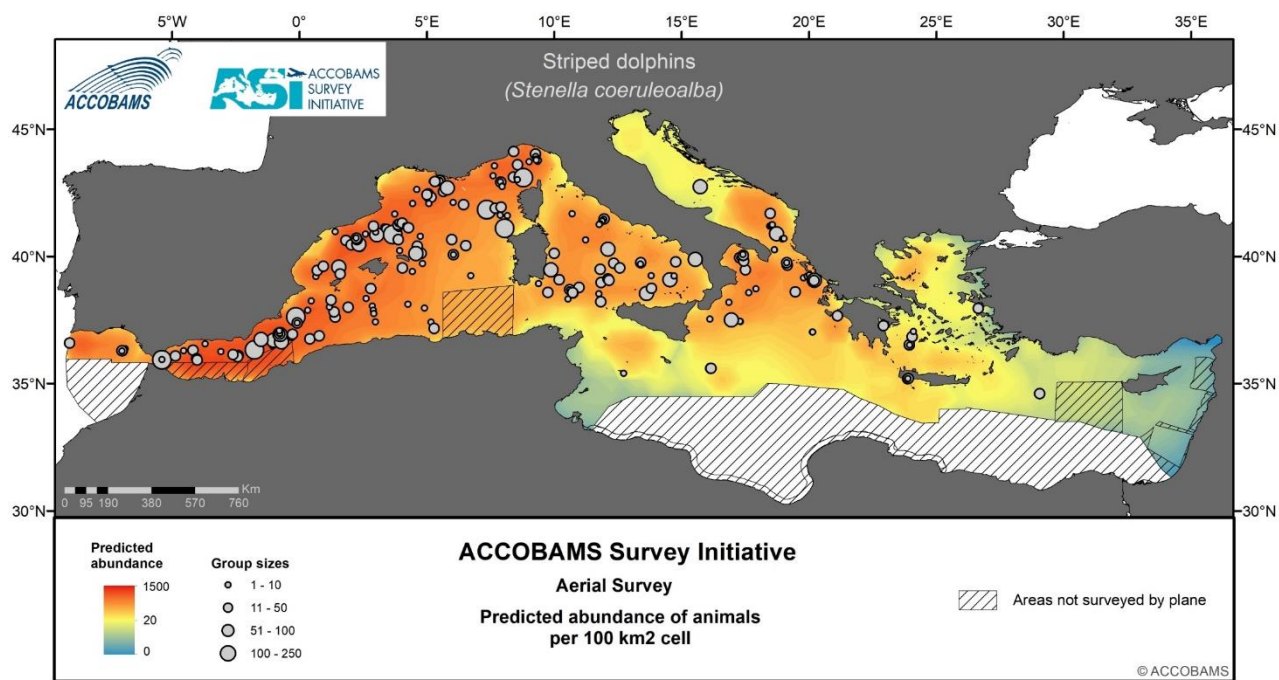 5°W 0° 5°E 10°E 15°E 20°E 25°E 30°E 35°E
Striped dolphins
(Stenella coeruleoalba)
ACCOBAMS
ASI
ACCOBAMS
SURVEY
INITIATIVE
45°N 45°N
40°N 40°N
35°N 35°N
30°N 30°N
Km
0 95 190 380 570 760
ACCOBAMS Survey Initiative
Aerial Survey
Predicted abundance of animals
per 100 km2 cell
Predicted
abundance
1500
20
0
Group sizes
1 - 10
11 - 50
51 - 100
100 - 250
Areas not surveyed by plane
© ACCOBAMS